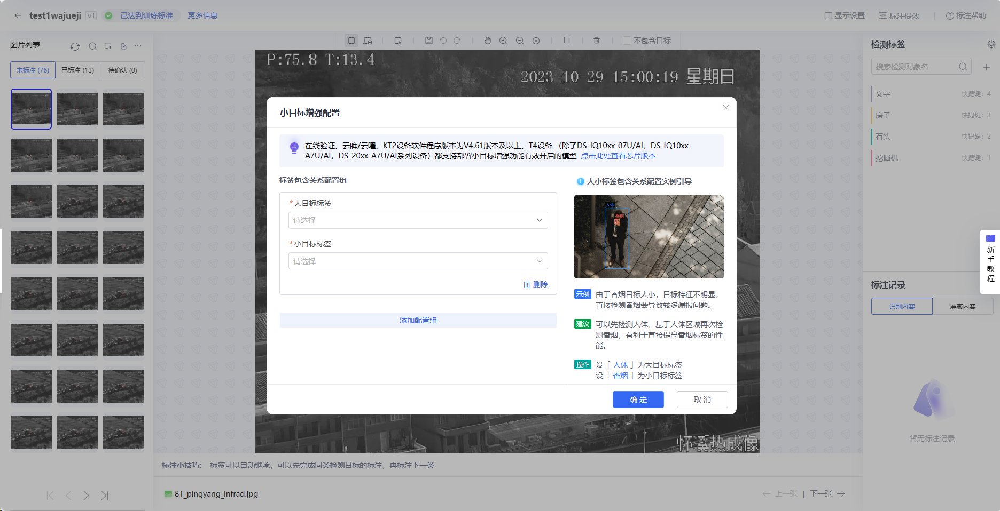 test1wajueji V1 已达到训练标准 更多信息
显示设置 标注提效 标注帮助
图片列表
未标注 (76) 已标注 (13) 待确认 (0)
不包含目标
P:75.8 T:13.4
2023-10-29 15:00:19 星期日
怀溪热成像
小目标增强配置
在线验证、云眸/云曜、KT2设备软件程序版本为V4.61版本及以上、T4设备 （除了DS-IQ10xx-07U/AI，DS-IQ10xx-
A7U/AI，DS-20xx-A7U/AI系列设备）都支持部署小目标增强功能有效开启的模型 点击此处查看芯片版本
标签包含关系配置组
*大目标标签
请选择
*小目标标签
请选择
删除
添加配置组
大小标签包含关系配置实例引导
人体
香烟
示例 由于香烟目标太小，目标特征不明显，
直接检测香烟会导致较多漏报问题。
建议 可以先检测人体，基于人体区域再次检
测香烟，有利于直接提高香烟标签的性
能。
操作 设「 人体 」为大目标标签
设「 香烟 」为小目标标签
确 定 取 消
标注小技巧： 标签可以自动继承，可以先完成同类检测目标的标注，再标注下一类
81_pingyang_infrad.jpg
上一张 | 下一张
检测标签
搜索检测对象名
文字 快捷键：4
房子 快捷键：3
石头 快捷键：2
挖掘机 快捷键：1
新手教程
标注记录
识别内容 屏蔽内容
暂无标注记录